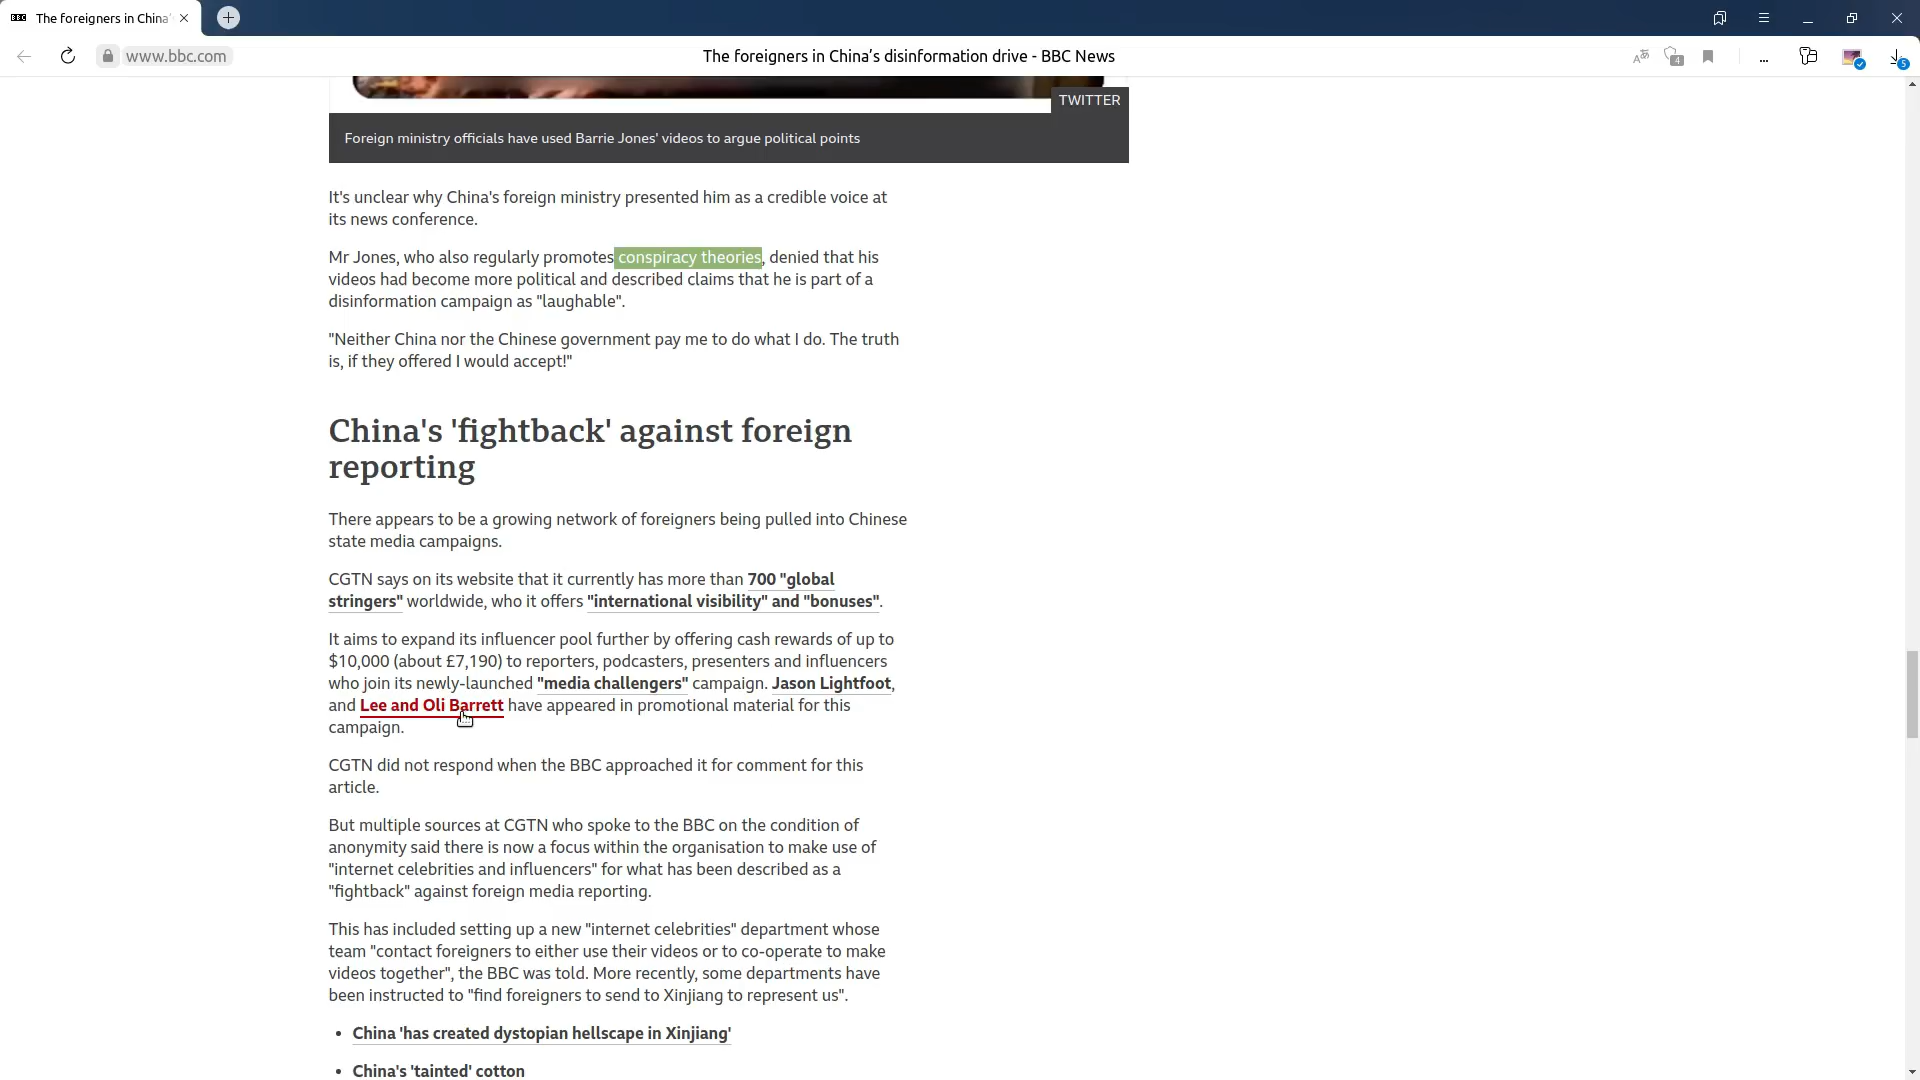 BBC The foreigners in China'
www.bbc.com
The foreigners in China’s disinformation drive - BBC News
4
...
5
TWITTER
Foreign ministry officials have used Barrie Jones' videos to argue political points
It's unclear why China's foreign ministry presented him as a credible voice at
its news conference.
Mr Jones, who also regularly promotes conspiracy theories, denied that his
videos had become more political and described claims that he is part of a
disinformation campaign as "laughable".
"Neither China nor the Chinese government pay me to do what I do. The truth
is, if they offered I would accept!"
China's 'fightback' against foreign
reporting
There appears to be a growing network of foreigners being pulled into Chinese
state media campaigns.
CGTN says on its website that it currently has more than 700 "global
stringers" worldwide, who it offers "international visibility" and "bonuses".
It aims to expand its influencer pool further by offering cash rewards of up to
$10,000 (about £7,190) to reporters, podcasters, presenters and influencers
who join its newly-launched "media challengers" campaign. Jason Lightfoot,
and Lee and Oli Barrett have appeared in promotional material for this
campaign.
CGTN did not respond when the BBC approached it for comment for this
article.
But multiple sources at CGTN who spoke to the BBC on the condition of
anonymity said there is now a focus within the organisation to make use of
"internet celebrities and influencers" for what has been described as a
"fightback" against foreign media reporting.
This has included setting up a new "internet celebrities" department whose
team "contact foreigners to either use their videos or to co-operate to make
videos together", the BBC was told. More recently, some departments have
been instructed to "find foreigners to send to Xinjiang to represent us".
• China 'has created dystopian hellscape in Xinjiang'
• China's 'tainted' cotton